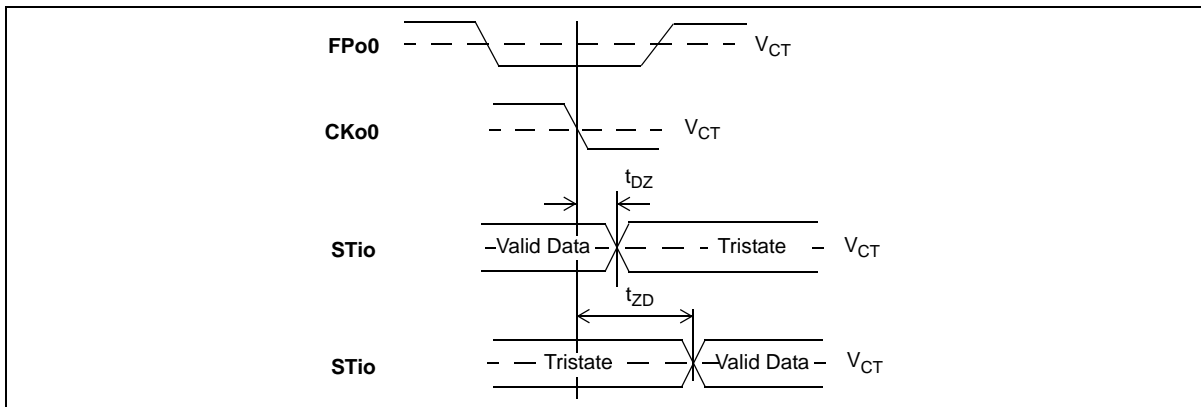 FPo0 V_CT
CKo0 V_CT
t_DZ
STio Valid Data Tristate V_CT
t_ZD
STio Tristate Valid Data V_CT